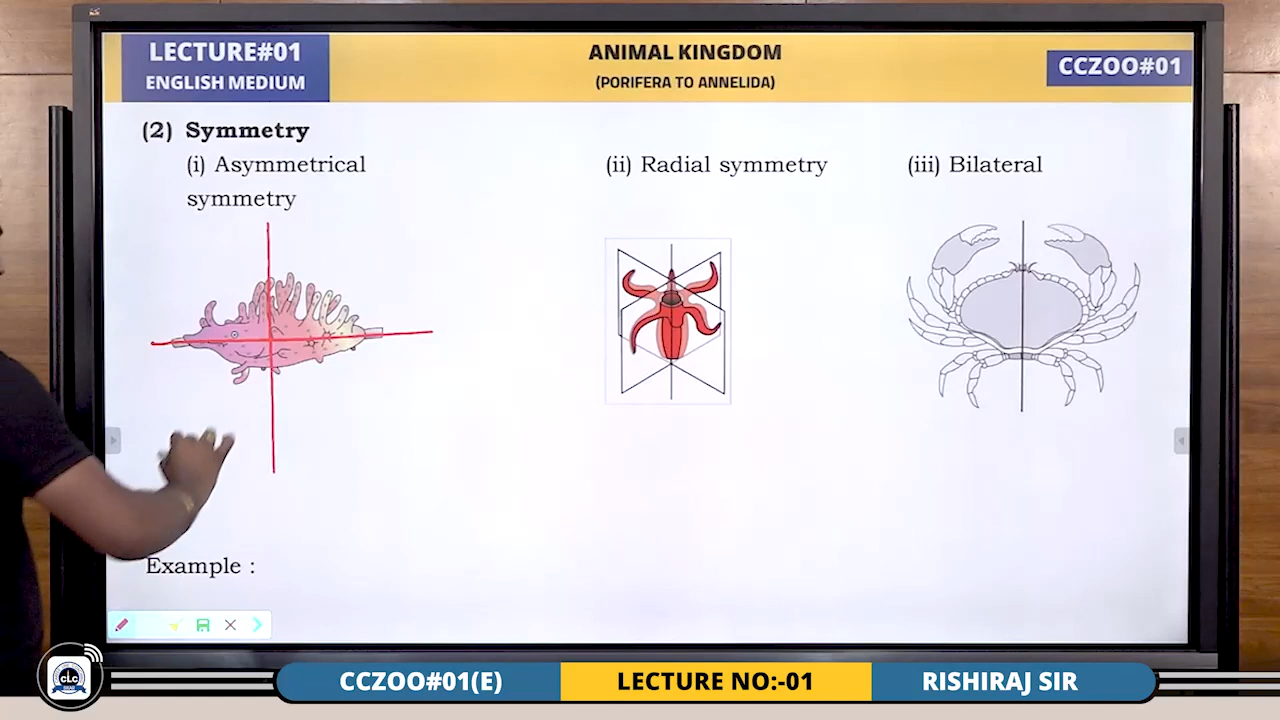 LECTURE#01
ENGLISH MEDIUM
ANIMAL KINGDOM
(PORIFERA TO ANNELIDA)
CCZOO#01
(2) Symmetry
(i) Asymmetrical
symmetry
(ii) Radial symmetry
(iii) Bilateral
Example :
CLC
CCZOO#01(E)
LECTURE NO:-01
RISHIRAJ SIR